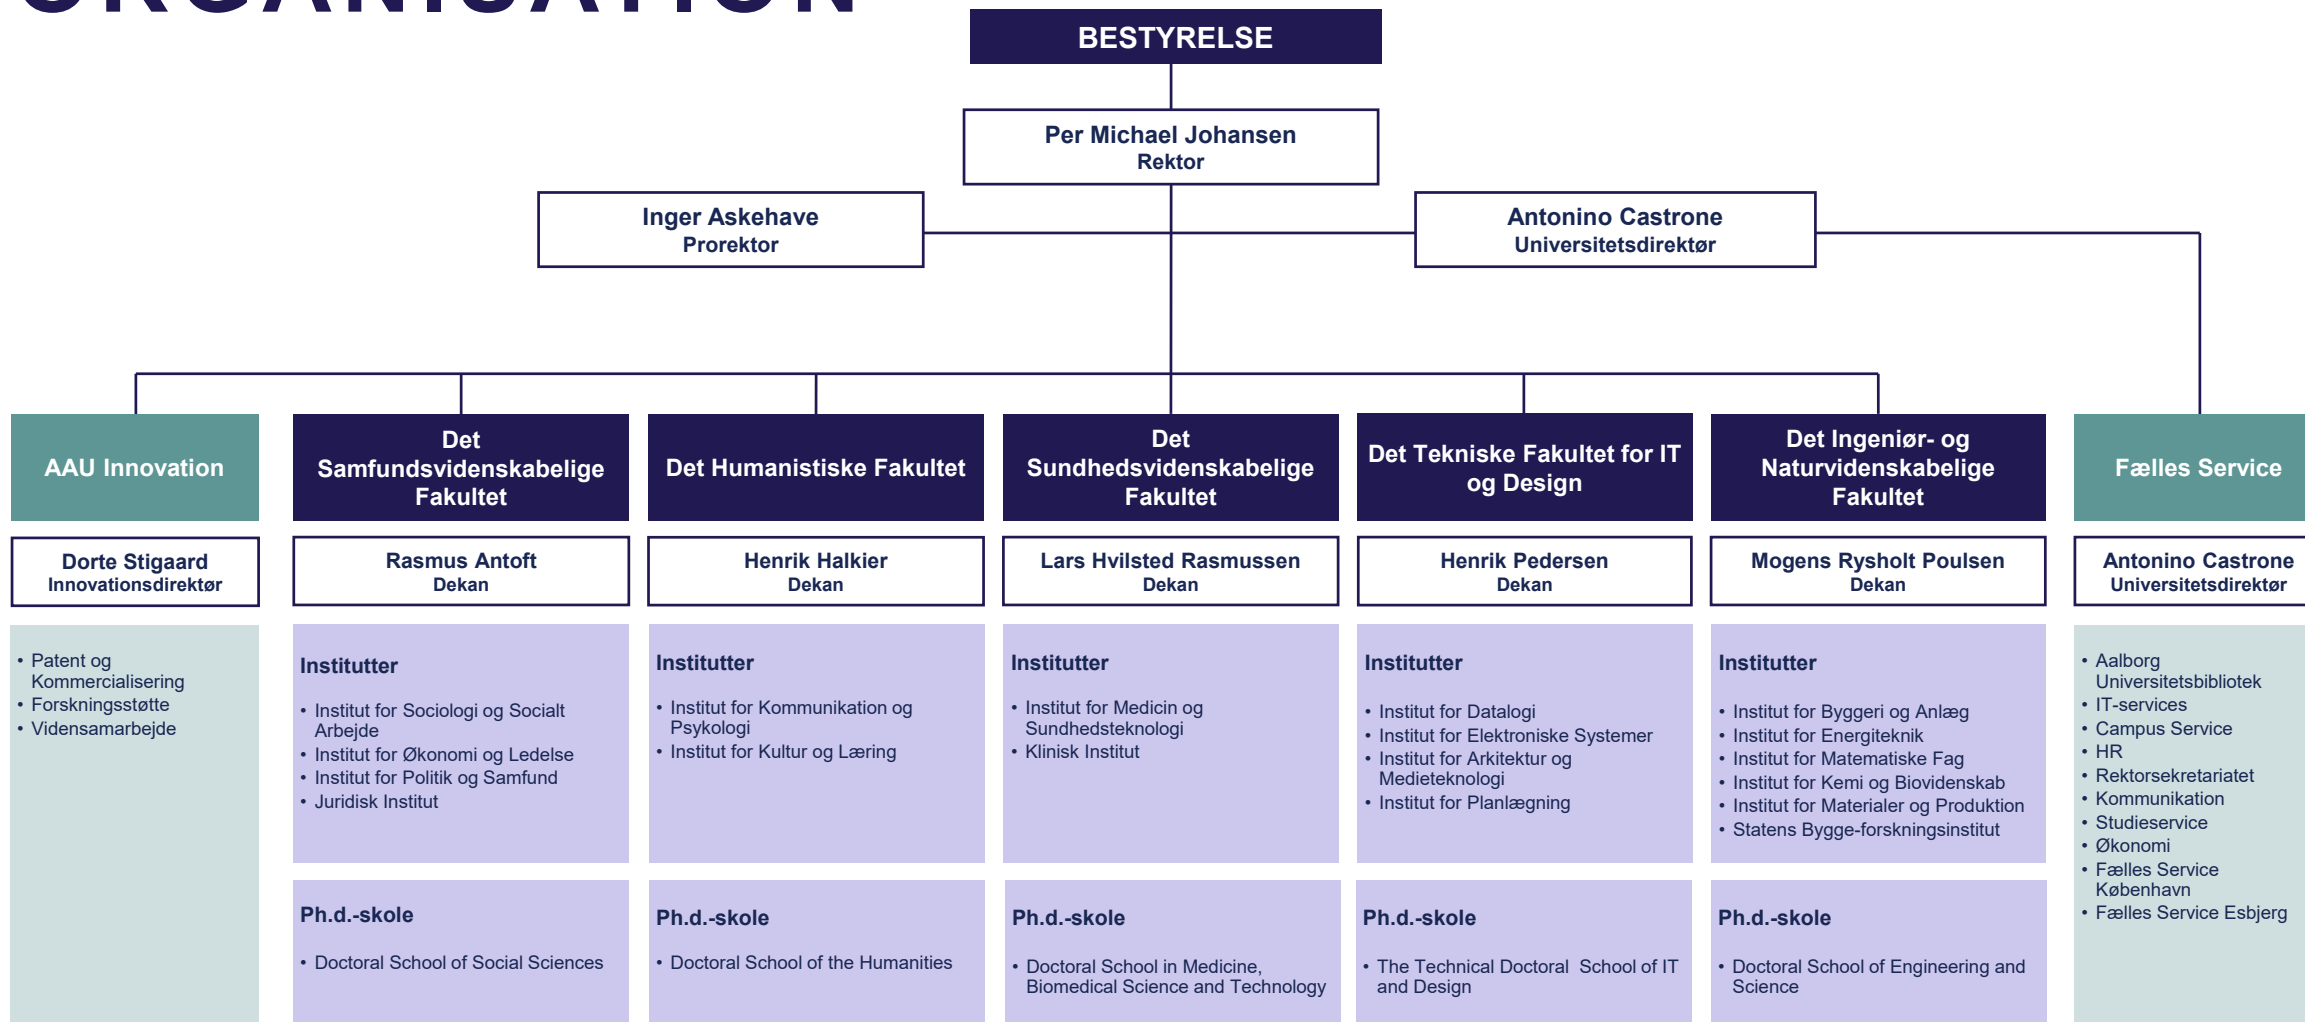 ORGANISATION
BESTYRELSE
Per Michael Johansen
Rektor
Inger Askehave
Prorektor
Antonino Castrone
Universitetsdirektør
AAU Innovation
Dorte Stigaard
Innovationsdirektør
• Patent og
Kommercialisering
• Forskningsstøtte
• Vidensamarbejde
Det
Samfundsvidenskabelige
Fakultet
Rasmus Antoft
Dekan
Institutter
• Institut for Sociologi og Socialt
Arbejde
• Institut for Økonomi og Ledelse
• Institut for Politik og Samfund
• Juridisk Institut
Ph.d.-skole
• Doctoral School of Social Sciences
Det Humanistiske Fakultet
Henrik Halkier
Dekan
Institutter
• Institut for Kommunikation og
Psykologi
• Institut for Kultur og Læring
Ph.d.-skole
• Doctoral School of the Humanities
Det
Sundhedsvidenskabelige
Fakultet
Lars Hvilsted Rasmussen
Dekan
Institutter
• Institut for Medicin og
Sundhedsteknologi
• Klinisk Institut
Ph.d.-skole
• Doctoral School in Medicine,
Biomedical Science and Technology
Det Tekniske Fakultet for IT
og Design
Henrik Pedersen
Dekan
Institutter
• Institut for Datalogi
• Institut for Elektroniske Systemer
• Institut for Arkitektur og
Medieteknologi
• Institut for Planlægning
Ph.d.-skole
• The Technical Doctoral School of IT
and Design
Det Ingeniør- og
Naturvidenskabelige
Fakultet
Mogens Rysholt Poulsen
Dekan
Institutter
• Institut for Byggeri og Anlæg
• Institut for Energiteknik
• Institut for Matematiske Fag
• Institut for Kemi og Biovidenskab
• Institut for Materialer og Produktion
• Statens Bygge-forskningsinstitut
Ph.d.-skole
• Doctoral School of Engineering and
Science
Fælles Service
Antonino Castrone
Universitetsdirektør
• Aalborg
Universitetsbibliotek
• IT-services
• Campus Service
• HR
• Rektorsekretariatet
• Kommunikation
• Studieservice
• Økonomi
• Fælles Service
København
• Fælles Service Esbjerg